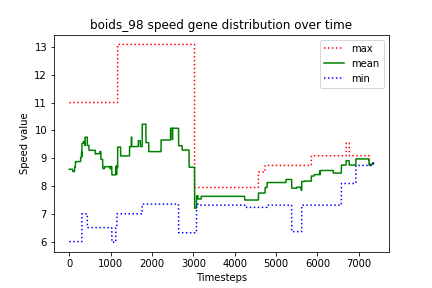 boids_98 speed gene distribution over time
Speed value
13
12
11
10
9
8
7
6
max
mean
min
0 1000 2000 3000 4000 5000 6000 7000
Timesteps